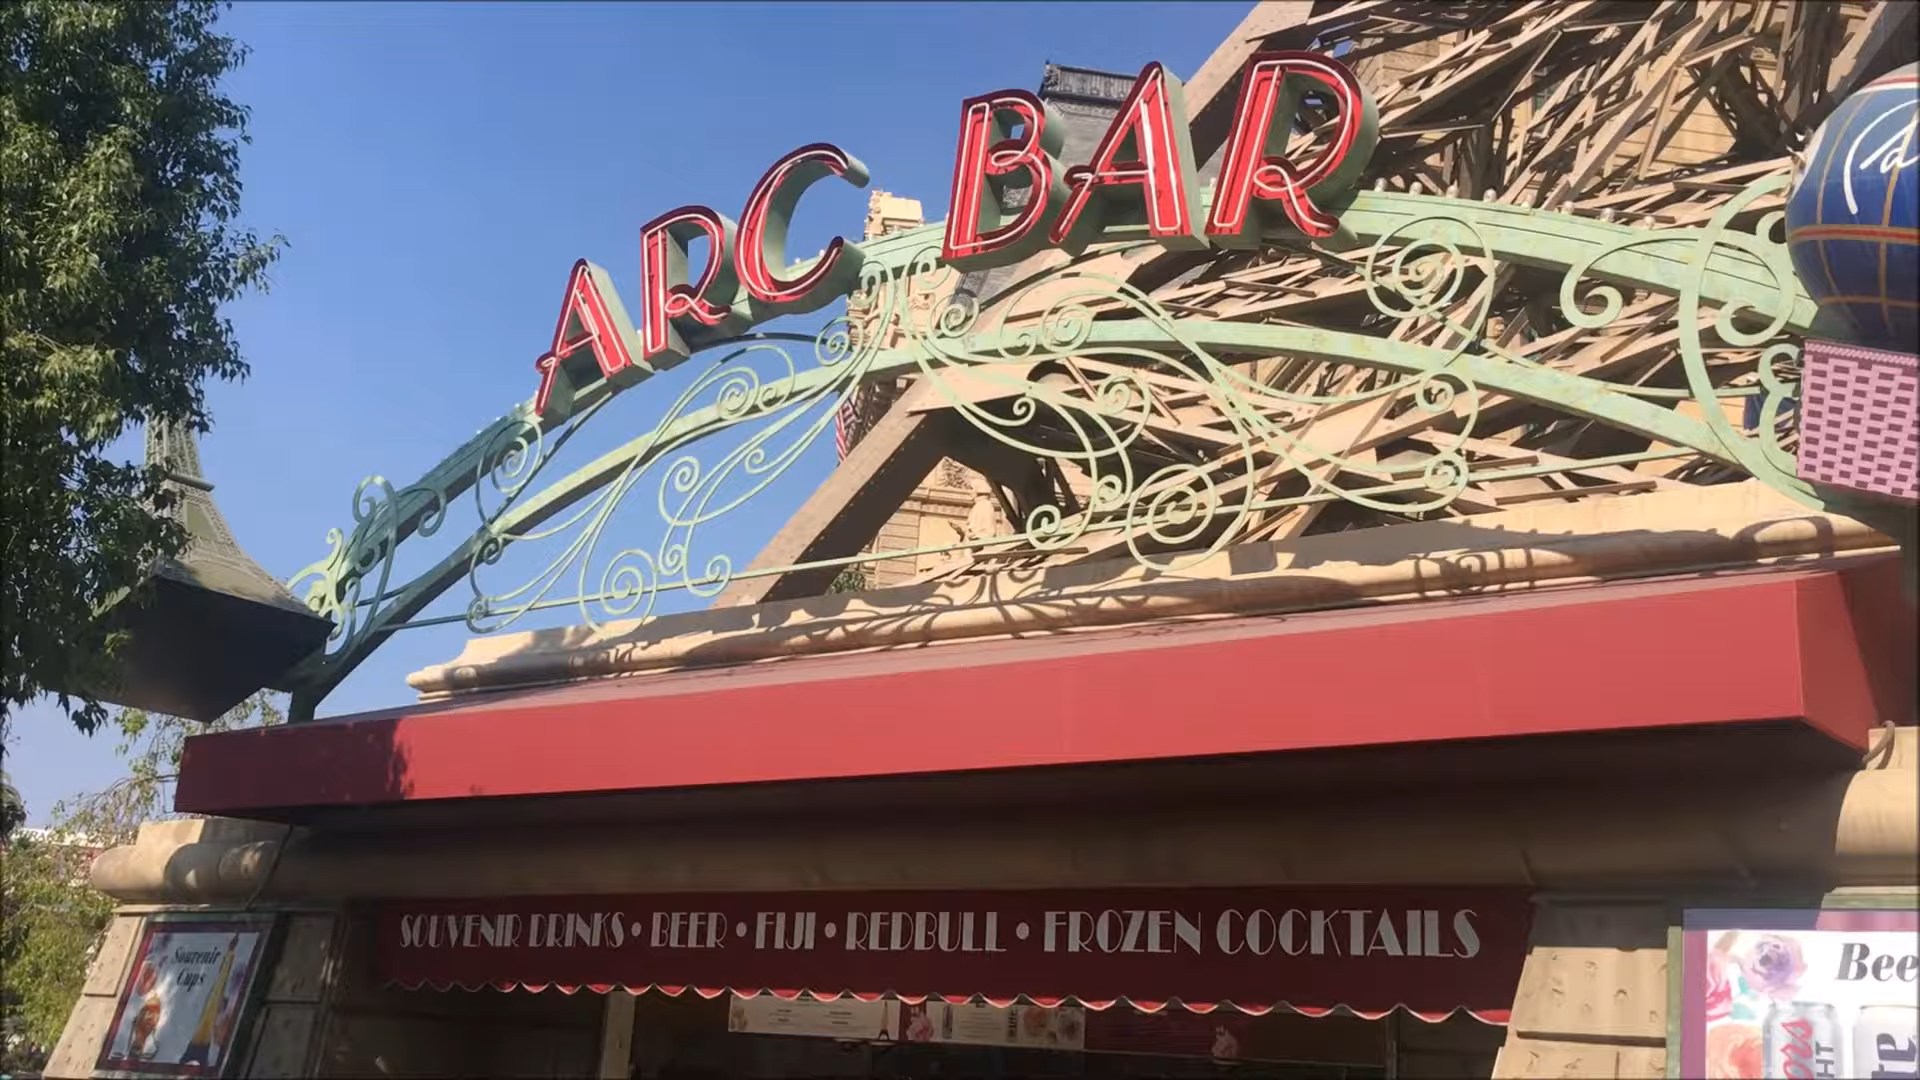 ARC BAR
SOUVENIR DRINKS • BEER • FIJI • REDBULL • FROZEN COCKTAILS
Souvenir
Cups
Bee